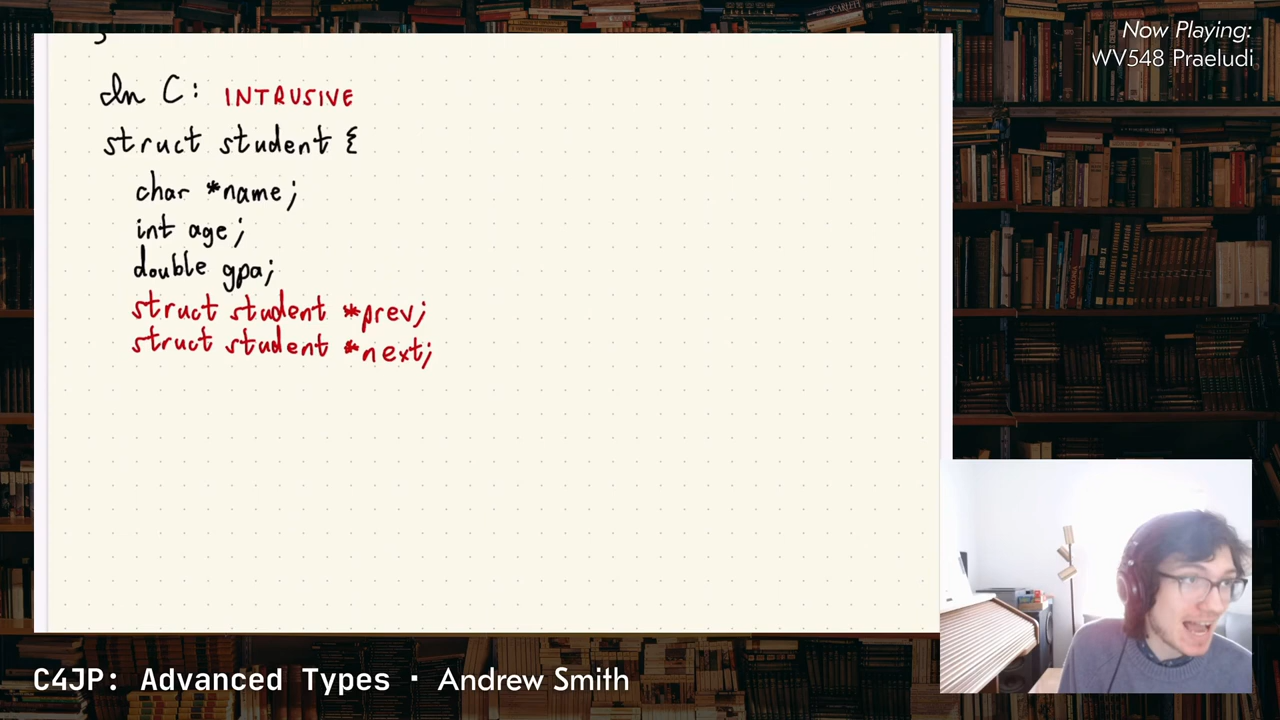 Now Playing:
WV548 Praeludi
In C: INTRUSIVE
struct student {
char *name;
int age;
double gpa;
struct student *prev;
struct student *next;
C4JP: Advanced Types · Andrew Smith